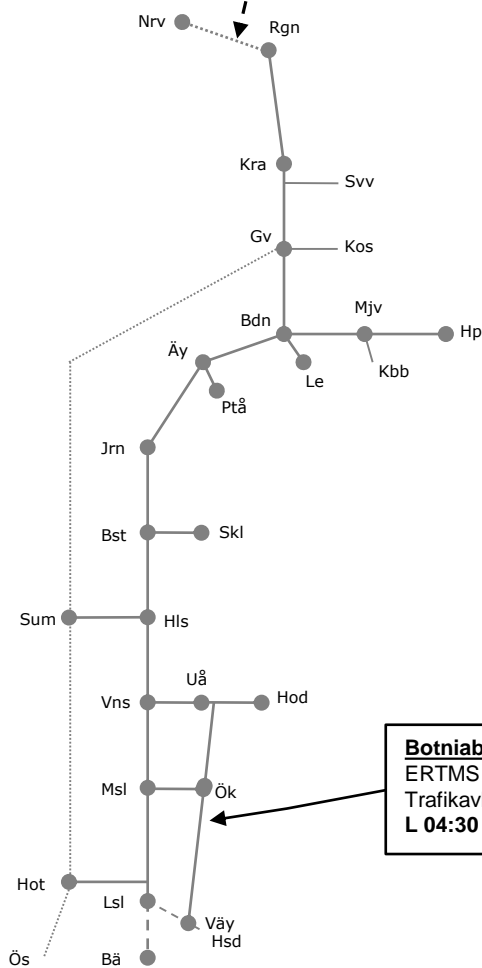 Nrv
Rgn
Kra
Svv
Gv
Kos
Mjv
Bdn
Hp
Äy
Kbb
Le
Ptå
Jrn
Bst
Skl
Sum
Hls
Uå
Vns
Hod
Botniab
ERTMS
Msl
Ök
Trafikav
L 04:30
Hot
Lsl
Väy
Hsd
Ös
Bä